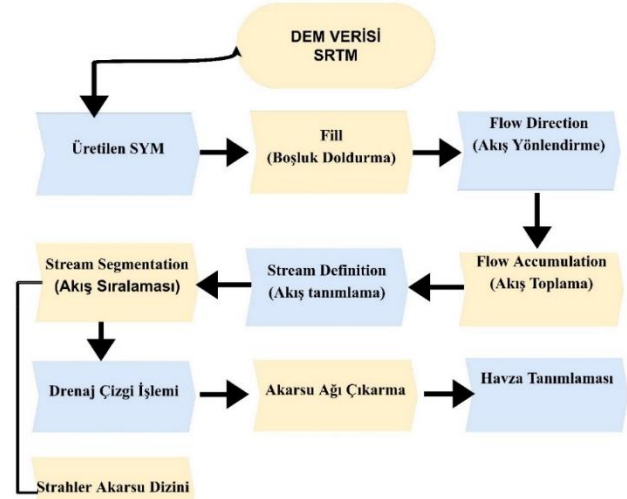 DEM VERİSİ
SRTM
Üretilen SYM
Fill
(Boşluk Doldurma)
Flow Direction
(Akış Yönlendirme)
Flow Accumulation
(Akış Toplama)
Stream Definition
(Akış tanımlama)
Stream Segmentation
(Akış Sıralaması)
Drenaj Çizgi İşlemi
Akarsu Ağı Çıkarma
Havza Tanımlaması
Strahler Akarsu Dizini